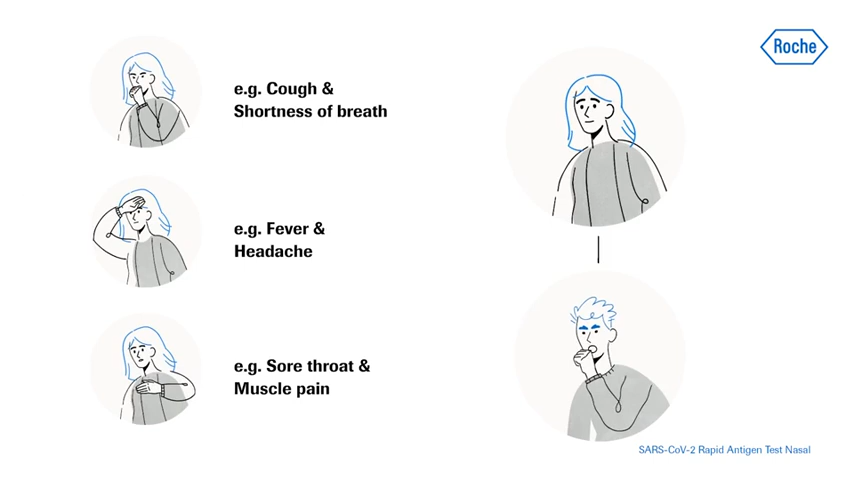 Roche
e.g. Cough &
Shortness of breath
e.g. Fever &
Headache
e.g. Sore throat &
Muscle pain
SARS-CoV-2 Rapid Antigen Test Nasal